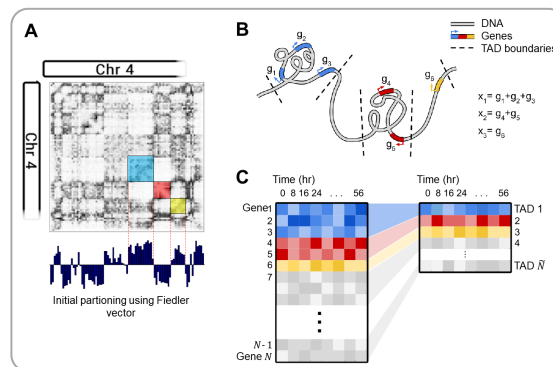 A
Chr 4
Chr 4
Initial partioning using Fiedler
vector
B
g₁
g₂
g₃
g₄
g₅
g₆
DNA
Genes
TAD boundaries
x₁= g₁+g₂+g₃
x₂= g₄+g₅
x₃= g₆
C
Time (hr)
0 8 16 24 . . . 56
Gene1
2
3
4
5
6
7
N-1
Gene N
Time (hr)
0 8 16 24 . . . 56
TAD 1
2
3
4
TAD Ñ